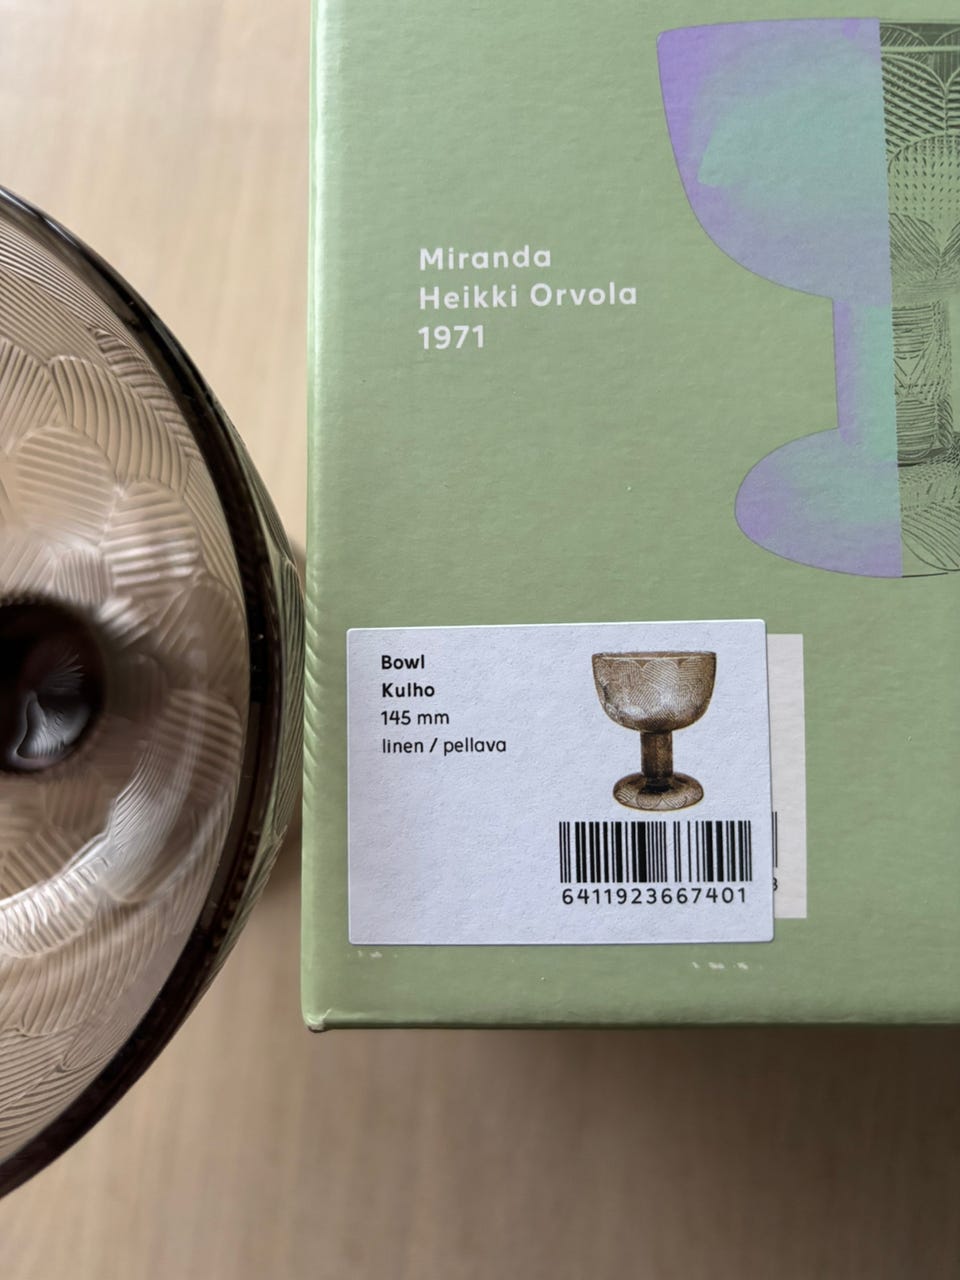 Miranda
Heikki Orvola
1971
Bowl
Kulho
145 mm
linen / pellava
6411923667401